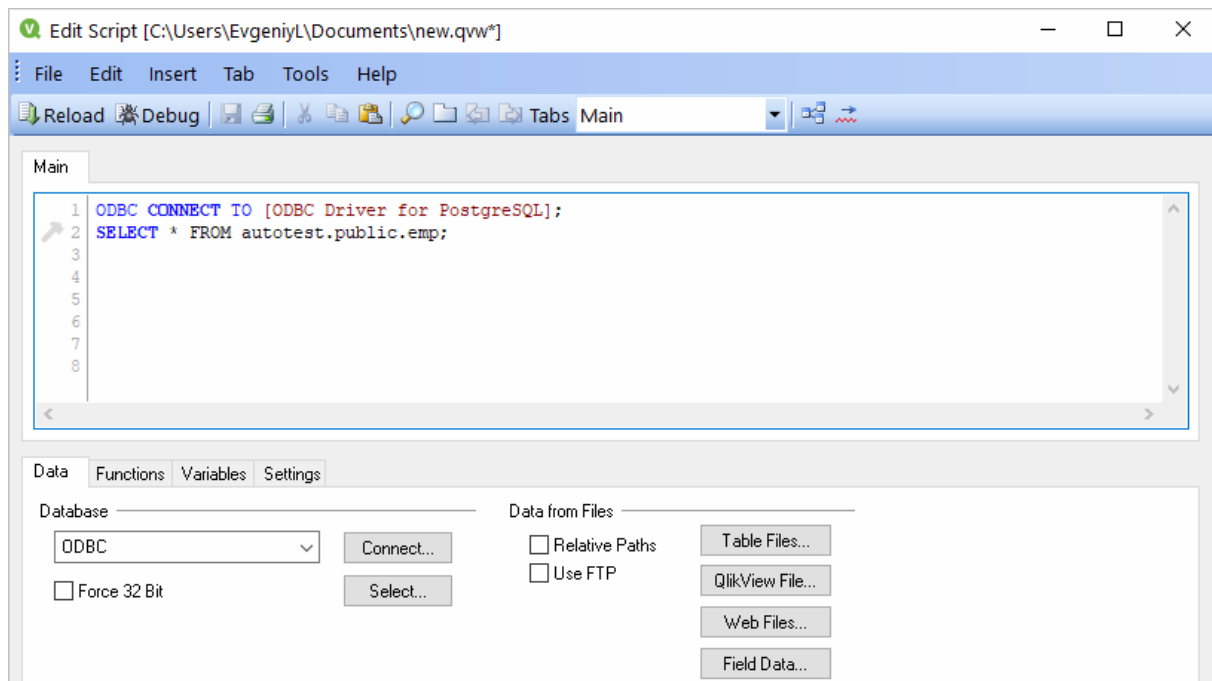 Edit Script [C:\Users\EvgeniyL\Documents\new.qvw*]
File Edit Insert Tab Tools Help
Reload Debug Tabs Main
Main
1 ODBC CONNECT TO [ODBC Driver for PostgreSQL];
2 SELECT * FROM autotest.public.emp;
3
4
5
6
7
8
Data Functions Variables Settings
Database Data from Files
ODBC Connect... Relative Paths Table Files...
Force 32 Bit Select... Use FTP QlikView File...
Web Files...
Field Data...